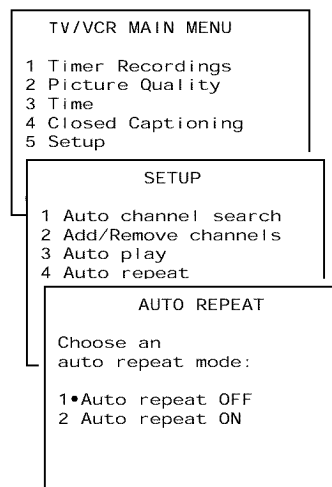 TV/VCR MAIN MENU
1 Timer Recordings
2 Picture Quality
3 Time
4 Closed Captioning
5 Setup
SETUP
1 Auto channel search
2 Add/Remove channels
3 Auto play
4 Auto repeat
AUTO REPEAT
Choose an
auto repeat mode:
1•Auto repeat OFF
2 Auto repeat ON